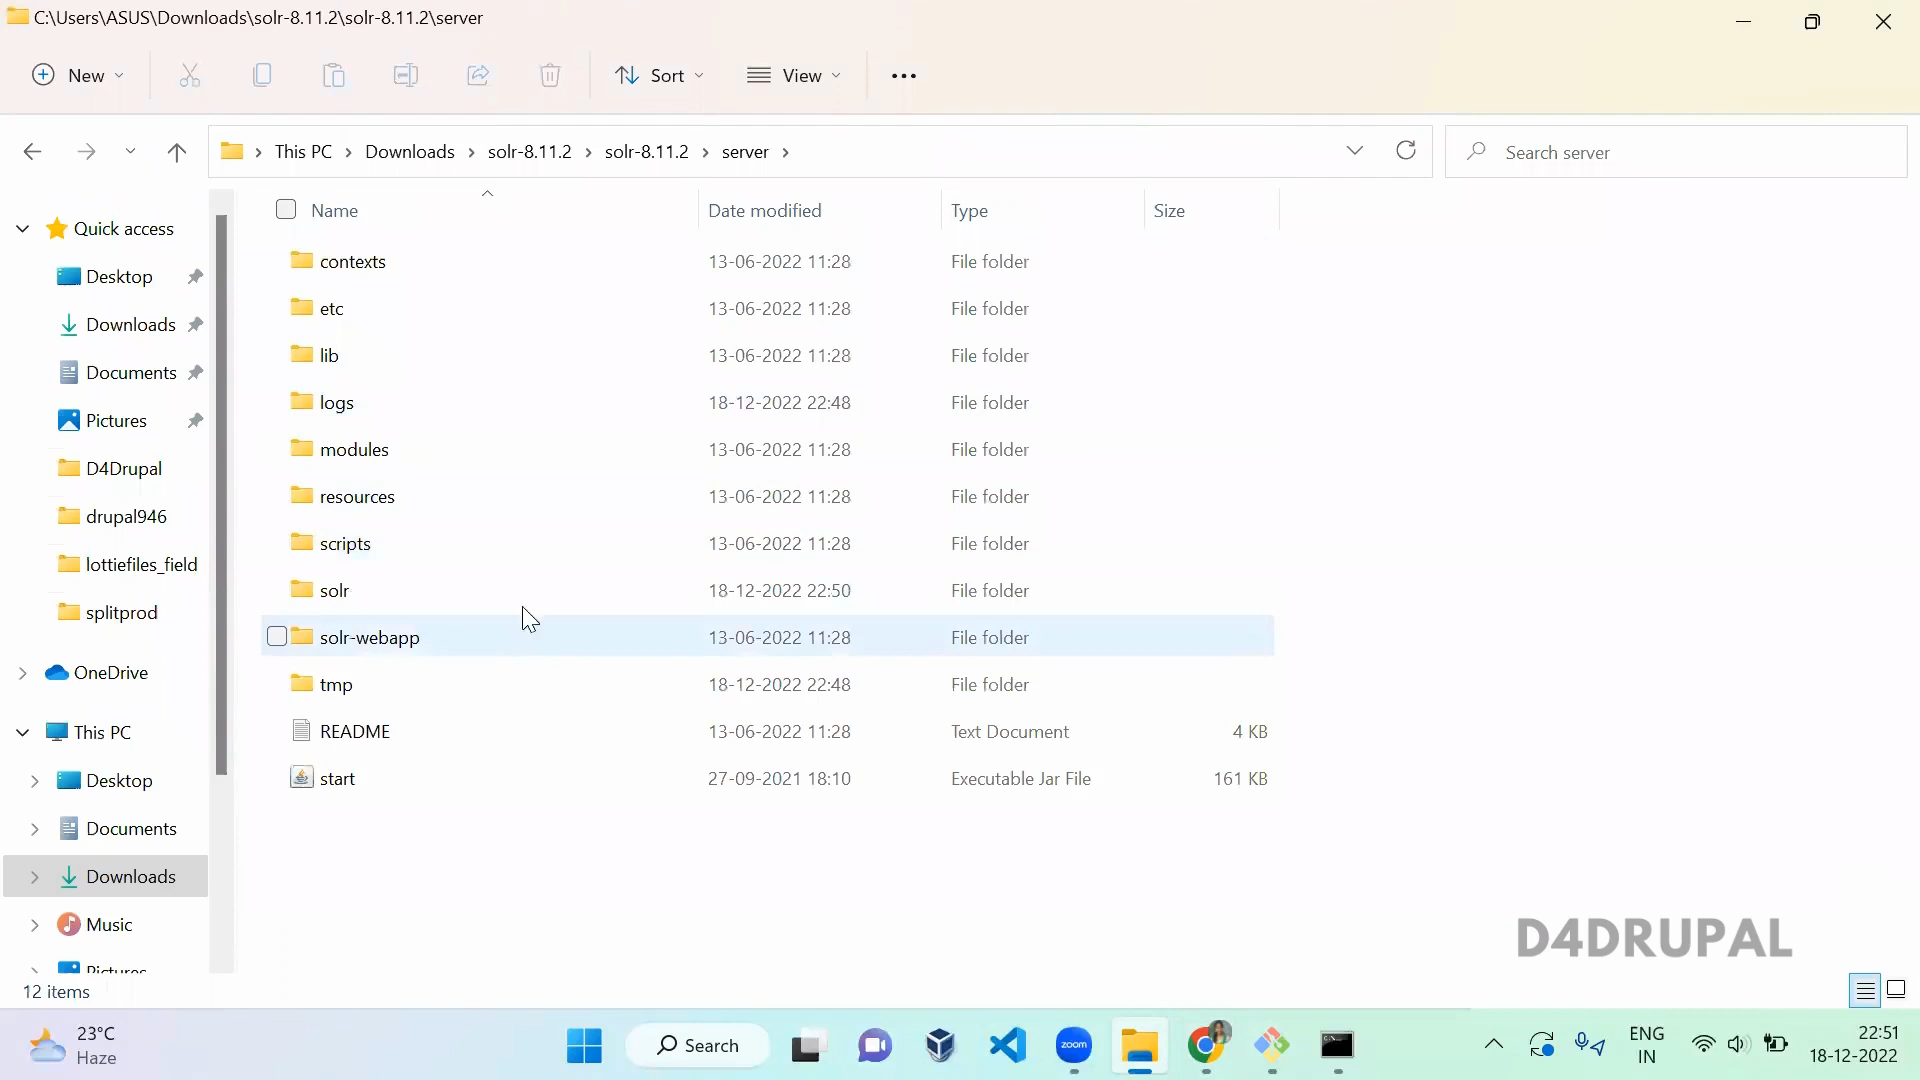 C:\Users\ASUS\Downloads\solr-8.11.2\solr-8.11.2\server
New Sort View
This PC Downloads solr-8.11.2 solr-8.11.2 server Search server
Name Date modified Type Size
Quick access
Desktop
Downloads
Documents
Pictures
D4Drupal
drupal946
lottiefiles_field
splitprod
OneDrive
This PC
Desktop
Documents
Downloads
Music
Pictures
contexts 13-06-2022 11:28 File folder
etc 13-06-2022 11:28 File folder
lib 13-06-2022 11:28 File folder
logs 18-12-2022 22:48 File folder
modules 13-06-2022 11:28 File folder
resources 13-06-2022 11:28 File folder
scripts 13-06-2022 11:28 File folder
solr 18-12-2022 22:50 File folder
solr-webapp 13-06-2022 11:28 File folder
tmp 18-12-2022 22:48 File folder
README 13-06-2022 11:28 Text Document 4 KB
start 27-09-2021 18:10 Executable Jar File 161 KB
D4DRUPAL
12 items
23°C
Haze
Search
zoom
ENG
IN
22:51
18-12-2022